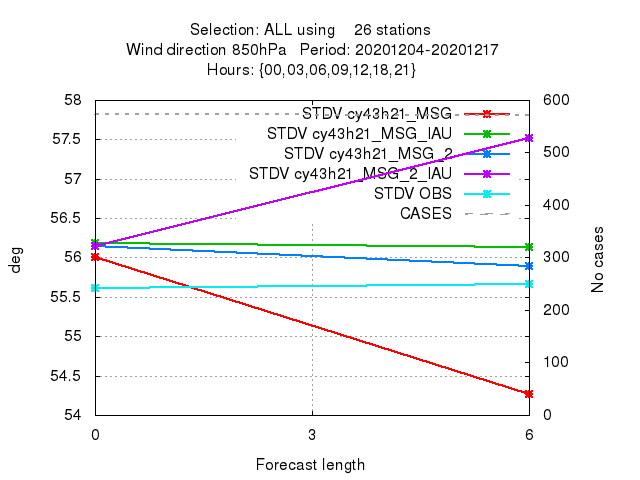 Selection: ALL using 26 stations
Wind direction 850hPa Period: 20201204-20201217
Hours: {00,03,06,09,12,18,21}
58
57.5
57
56.5
56
55.5
55
54.5
54
deg
STDV cy43h21_MSG
STDV cy43h21_MSG_IAU
STDV cy43h21_MSG_2
STDV cy43h21_MSG_2_IAU
STDV OBS
CASES
600
500
400
300
200
100
0
No cases
0 3 6
Forecast length